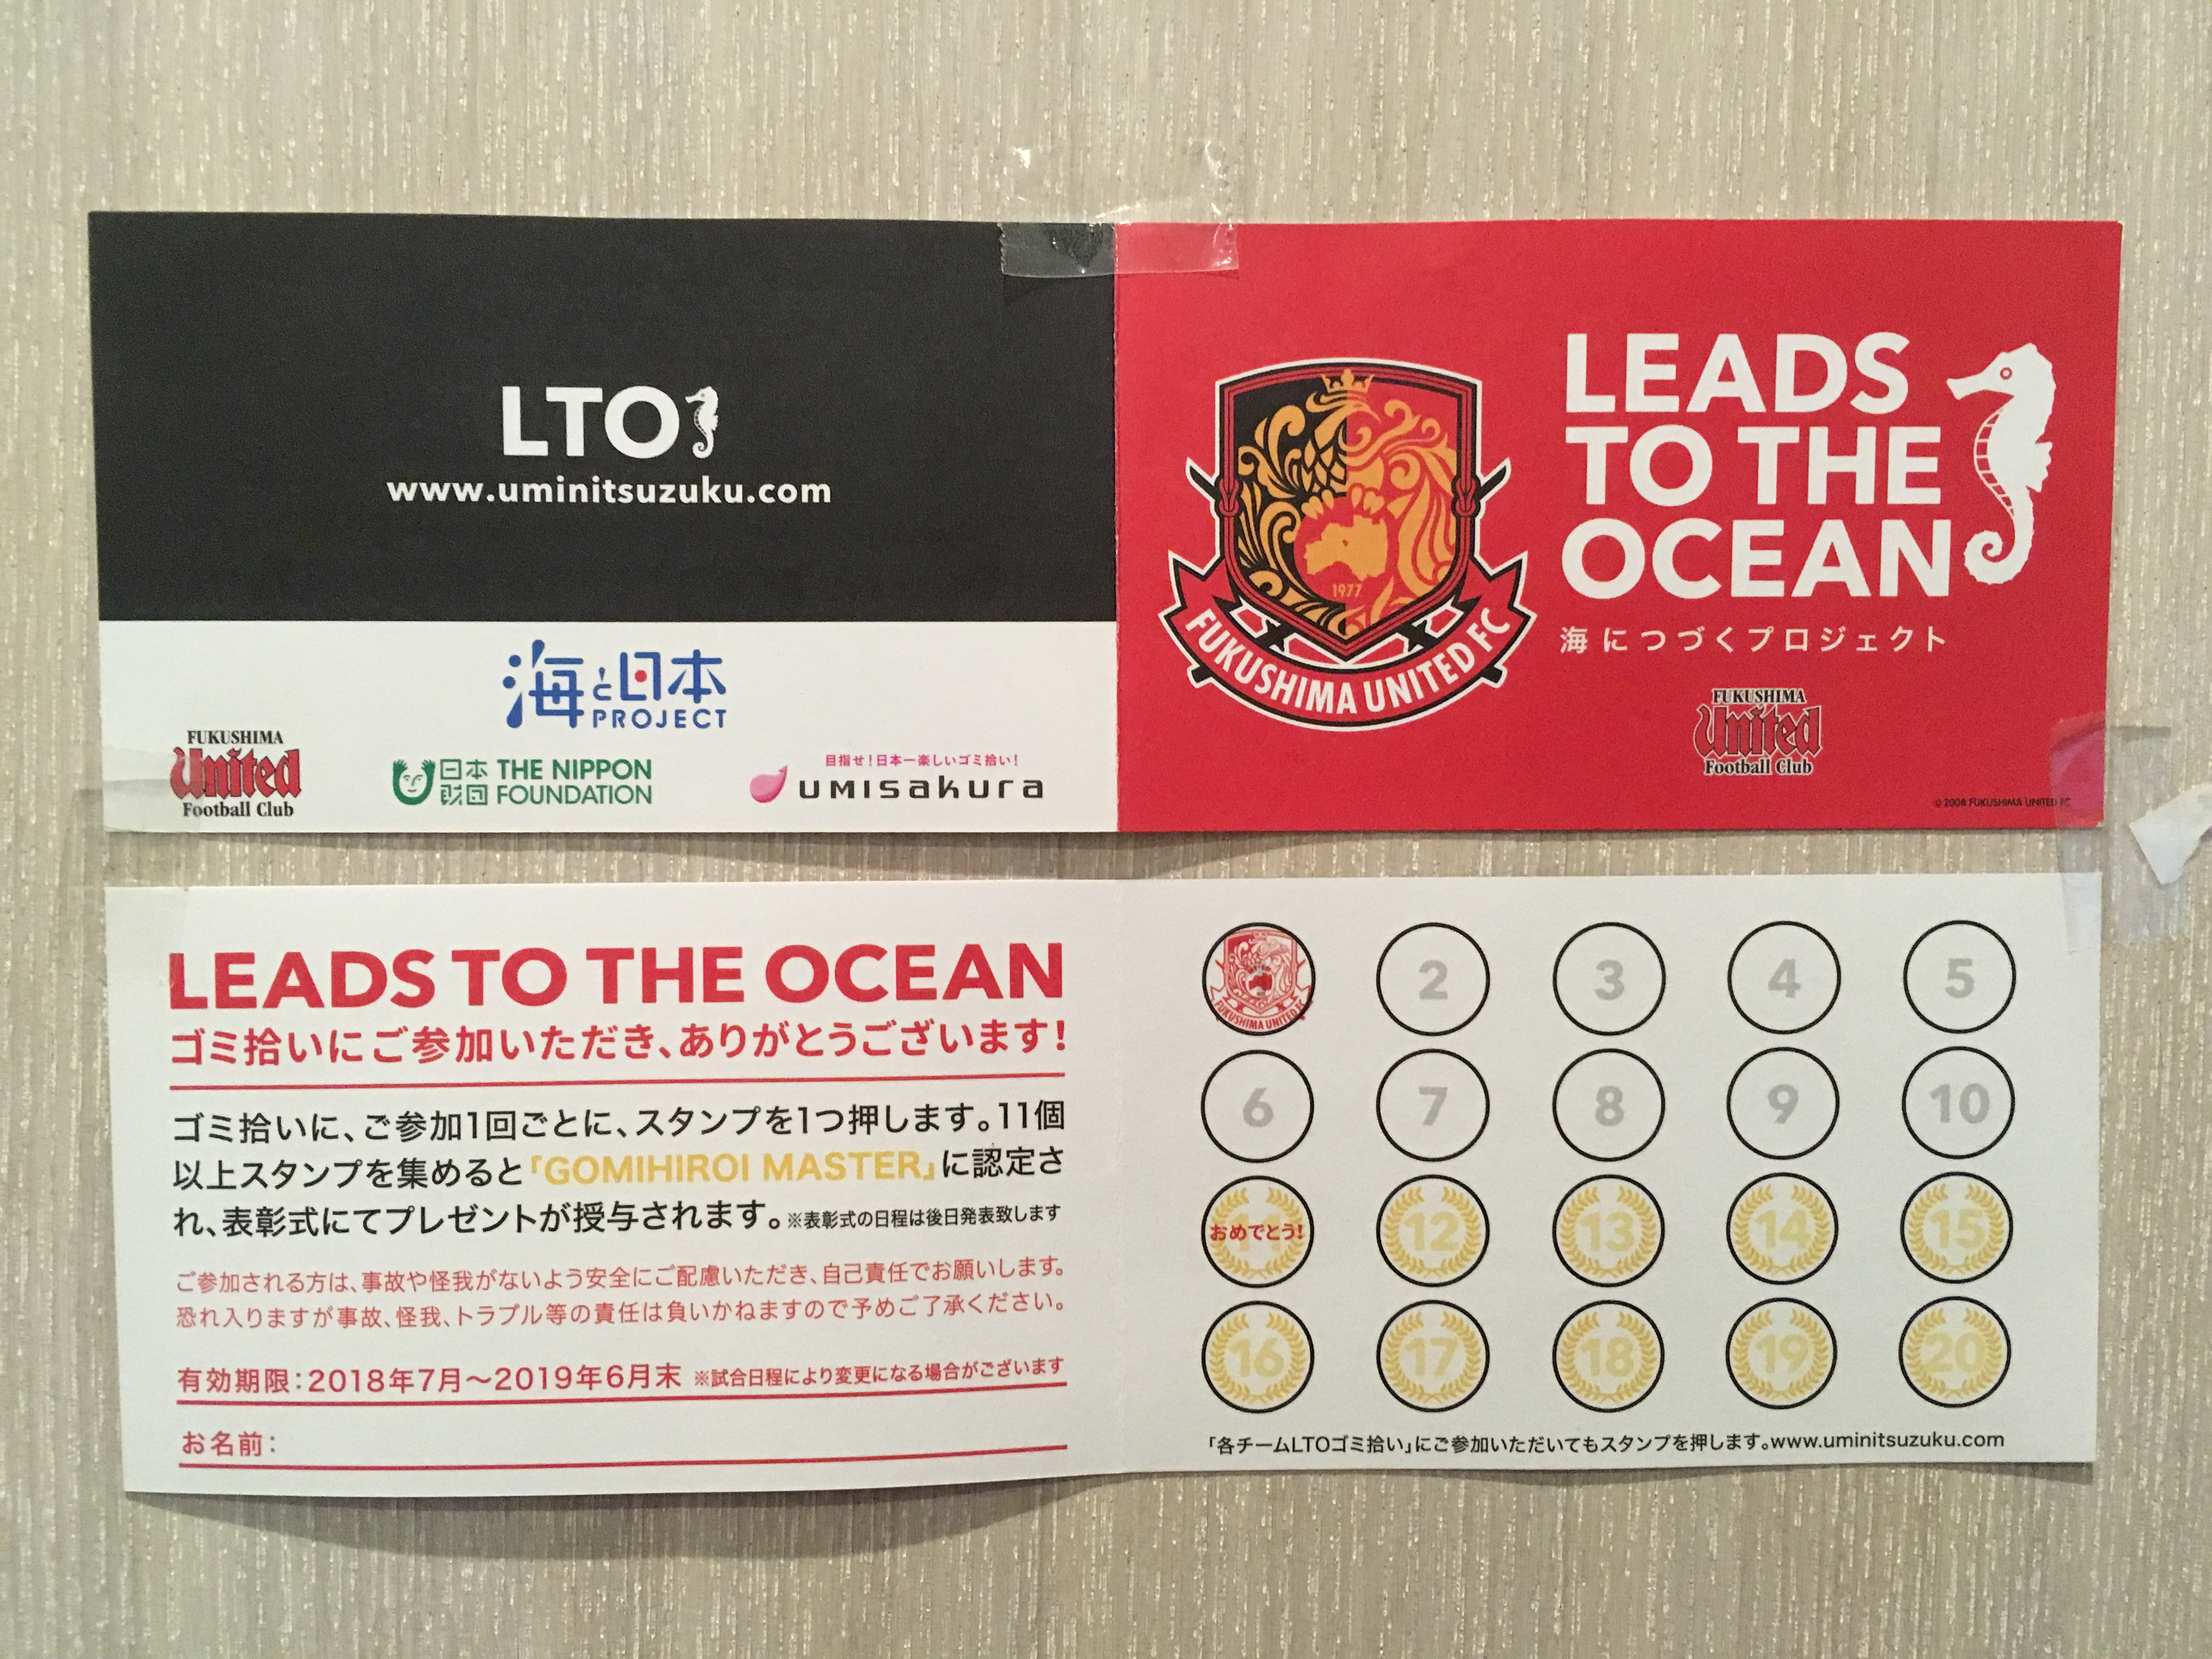 LTO
www.uminitsuzuku.com
海と日本
PROJECT
FUKUSHIMA
United
Football Club
日本
財団
THE NIPPON
FOUNDATION
目指せ!日本一楽しいゴミ拾い!
UMISAKURA
1977
FUKUSHIMA UNITED FC
LEADS
TO THE
OCEAN
海につづくプロジェクト
FUKUSHIMA
United
Football Club
© 2008 FUKUSHIMA UNITED FC
LEADS TO THE OCEAN
ゴミ拾いにご参加いただき、ありがとうございます!
ゴミ拾いに、ご参加1回ごとに、スタンプを1つ押します。11個
以上スタンプを集めると『GOMIHIROI MASTER』に認定さ
れ、表彰式にてプレゼントが授与されます。※表彰式の日程は後日発表致します
ご参加される方は、事故や怪我がないよう安全にご配慮いただき、自己責任でお願いします。
恐れ入りますが事故、怪我、トラブル等の責任は負いかねますので予めご了承ください。
有効期限:2018年7月〜2019年6月末 ※試合日程により変更になる場合がございます
お名前:
FUKUSHIMA UNITED FC
2 3 4 5
6 7 8 9 10
11 おめでとう! 12 13 14 15
16 17 18 19 20
「各チームLTOゴミ拾い」にご参加いただいてもスタンプを押します。www.uminitsuzuku.com